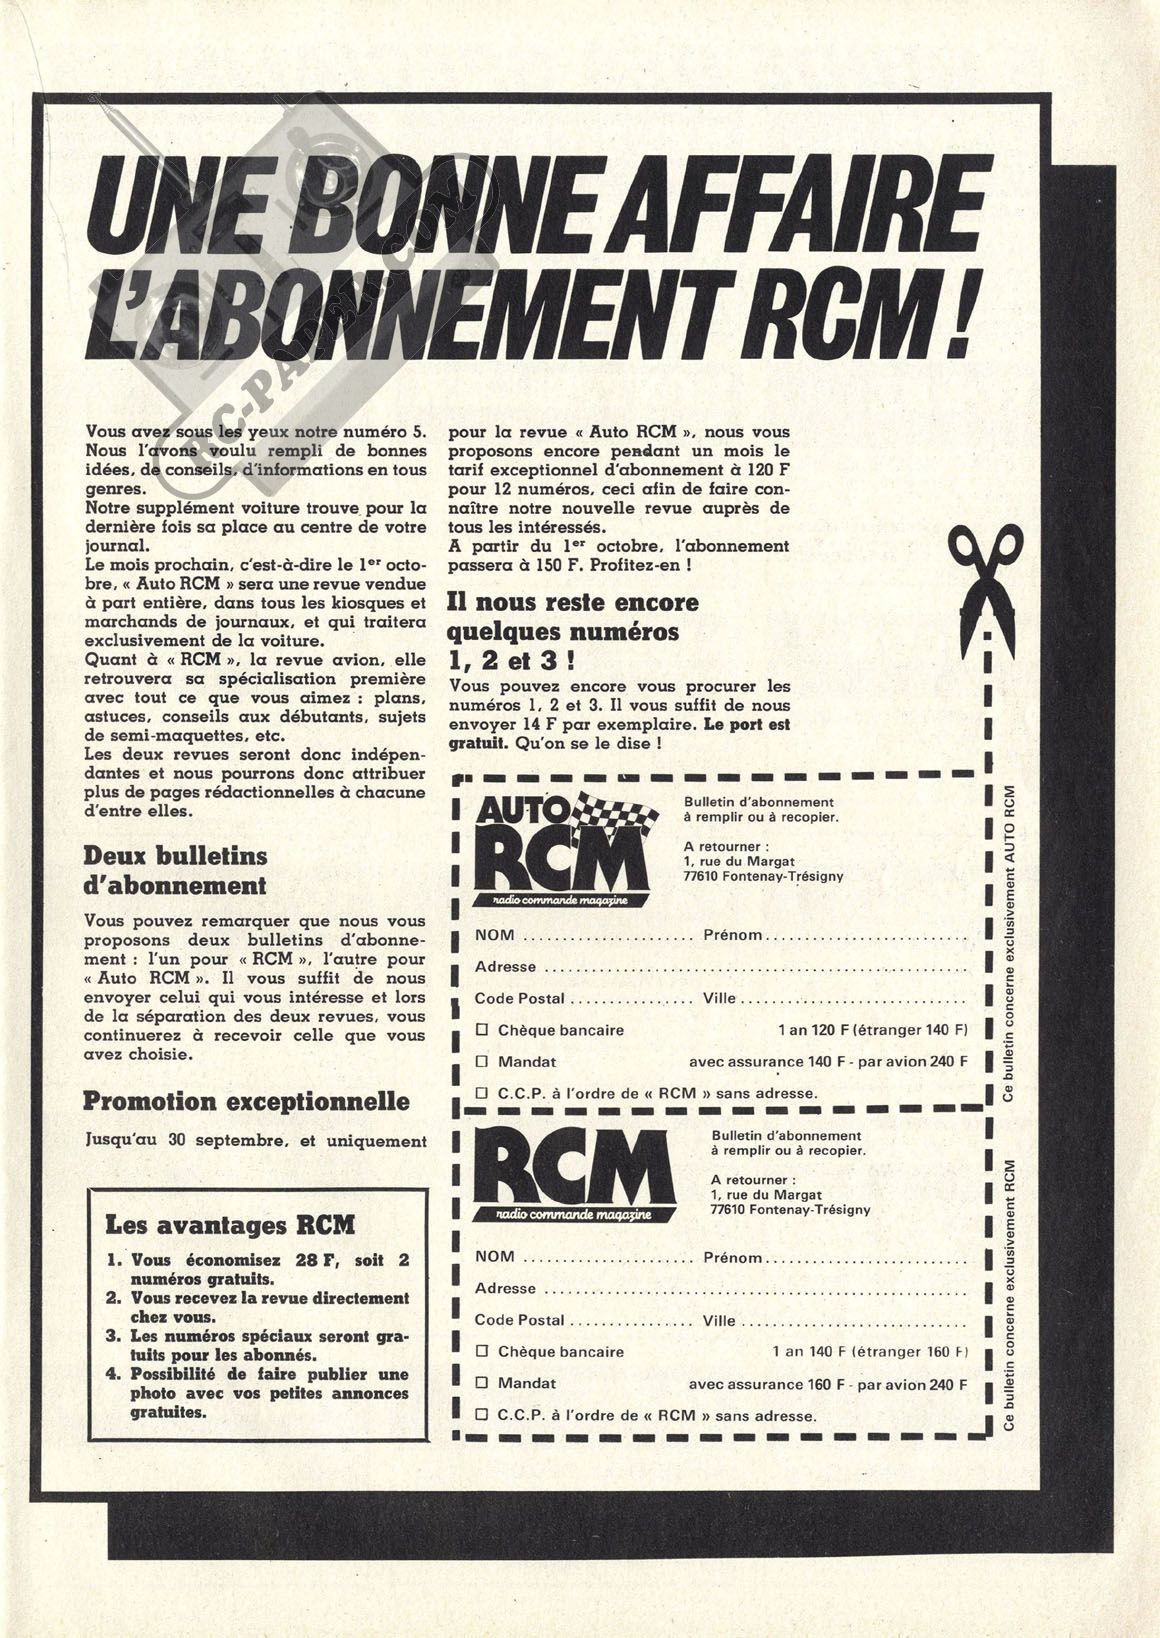 UNE BONNE AFFAIRE
L'ABONNEMENT RCM !
RC-PAPER.COM
Vous avez sous les yeux notre numéro 5.
Nous l'avons voulu rempli de bonnes
idées, de conseils, d'informations en tous
genres.
Notre supplément voiture trouve pour la
dernière fois sa place au centre de votre
journal.
Le mois prochain, c'est-à-dire le 1er octo-
bre, « Auto RCM » sera une revue vendue
à part entière, dans tous les kiosques et
marchands de journaux, et qui traitera
exclusivement de la voiture.
Quant à « RCM », la revue avion, elle
retrouvera sa spécialisation première
avec tout ce que vous aimez : plans,
astuces, conseils aux débutants, sujets
de semi-maquettes, etc.
Les deux revues seront donc indépen-
dantes et nous pourrons donc attribuer
plus de pages rédactionnelles à chacune
d'entre elles.
Deux bulletins
d'abonnement
Vous pouvez remarquer que nous vous
proposons deux bulletins d'abonne-
ment : l'un pour « RCM », l'autre pour
« Auto RCM ». Il vous suffit de nous
envoyer celui qui vous intéresse et lors
de la séparation des deux revues, vous
continuerez à recevoir celle que vous
avez choisie.
Promotion exceptionnelle
Jusqu'au 30 septembre, et uniquement
pour la revue « Auto RCM », nous vous
proposons encore pendant un mois le
tarif exceptionnel d'abonnement à 120 F
pour 12 numéros, ceci afin de faire con-
naître notre nouvelle revue auprès de
tous les intéressés.
A partir du 1er octobre, l'abonnement
passera à 150 F. Profitez-en !
Il nous reste encore
quelques numéros
1, 2 et 3 !
Vous pouvez encore vous procurer les
numéros 1, 2 et 3. Il vous suffit de nous
envoyer 14 F par exemplaire. Le port est
gratuit. Qu'on se le dise !
Les avantages RCM
1. Vous économisez 28 F, soit 2
numéros gratuits.
2. Vous recevez la revue directement
chez vous.
3. Les numéros spéciaux seront gra-
tuits pour les abonnés.
4. Possibilité de faire publier une
photo avec vos petites annonces
gratuites.
AUTO
RCM
radio commande magazine
Bulletin d'abonnement
à remplir ou à recopier.
A retourner :
1, rue du Margat
77610 Fontenay-Trésigny
NOM ...................... Prénom..........................
Adresse ......................................................
Code Postal ................ Ville .............................
☐ Chèque bancaire 1 an 120 F (étranger 140 F)
☐ Mandat avec assurance 140 F - par avion 240 F
☐ C.C.P. à l'ordre de « RCM » sans adresse.
Ce bulletin concerne exclusivement AUTO RCM
RCM
radio commande magazine
Bulletin d'abonnement
à remplir ou à recopier.
A retourner :
1, rue du Margat
77610 Fontenay-Trésigny
NOM ...................... Prénom..........................
Adresse ......................................................
Code Postal ................ Ville .............................
☐ Chèque bancaire 1 an 140 F (étranger 160 F)
☐ Mandat avec assurance 160 F - par avion 240 F
☐ C.C.P. à l'ordre de « RCM » sans adresse.
Ce bulletin concerne exclusivement RCM